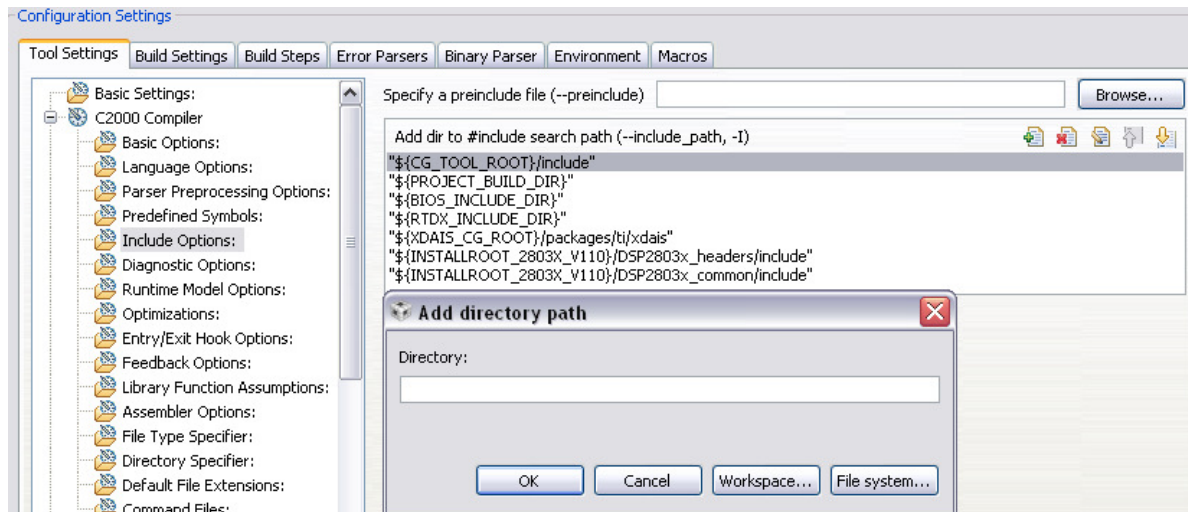 Configuration Settings
Tool Settings Build Settings Build Steps Error Parsers Binary Parser Environment Macros
Basic Settings:
C2000 Compiler
Basic Options:
Language Options:
Parser Preprocessing Options:
Predefined Symbols:
Include Options:
Diagnostic Options:
Runtime Model Options:
Optimizations:
Entry/Exit Hook Options:
Feedback Options:
Library Function Assumptions:
Assembler Options:
File Type Specifier:
Directory Specifier:
Default File Extensions:
Command Files:
Specify a preinclude file (--preinclude) Browse...
Add dir to #include search path (--include_path, -I)
"${CG_TOOL_ROOT}/include"
"${PROJECT_BUILD_DIR}"
"${BIOS_INCLUDE_DIR}"
"${RTDX_INCLUDE_DIR}"
"${XDAIS_CG_ROOT}/packages/ti/xdais"
"${INSTALLROOT_2803X_V110}/DSP2803x_headers/include"
"${INSTALLROOT_2803X_V110}/DSP2803x_common/include"
Add directory path
Directory:
OK Cancel Workspace... File system...